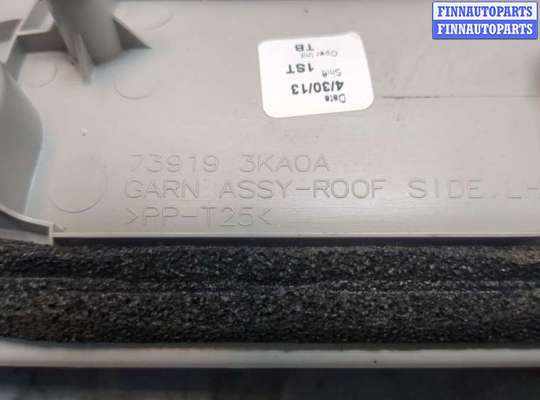 FINNAUTOPARTS
FINNAUTOPARTS
Date
4/30/13
Shift
1ST
Oper Init
TB
73919 3KA0A
GARN ASSY-ROOF SIDE, LH
>PP-T25<